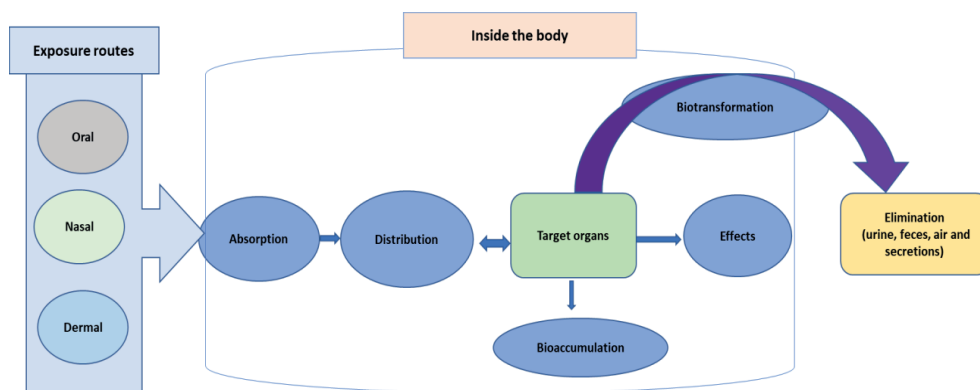 Exposure routes
Inside the body
Oral
Nasal
Dermal
Absorption
Distribution
Target organs
Biotransformation
Effects
Bioaccumulation
Elimination
(urine, feces, air and
secretions)